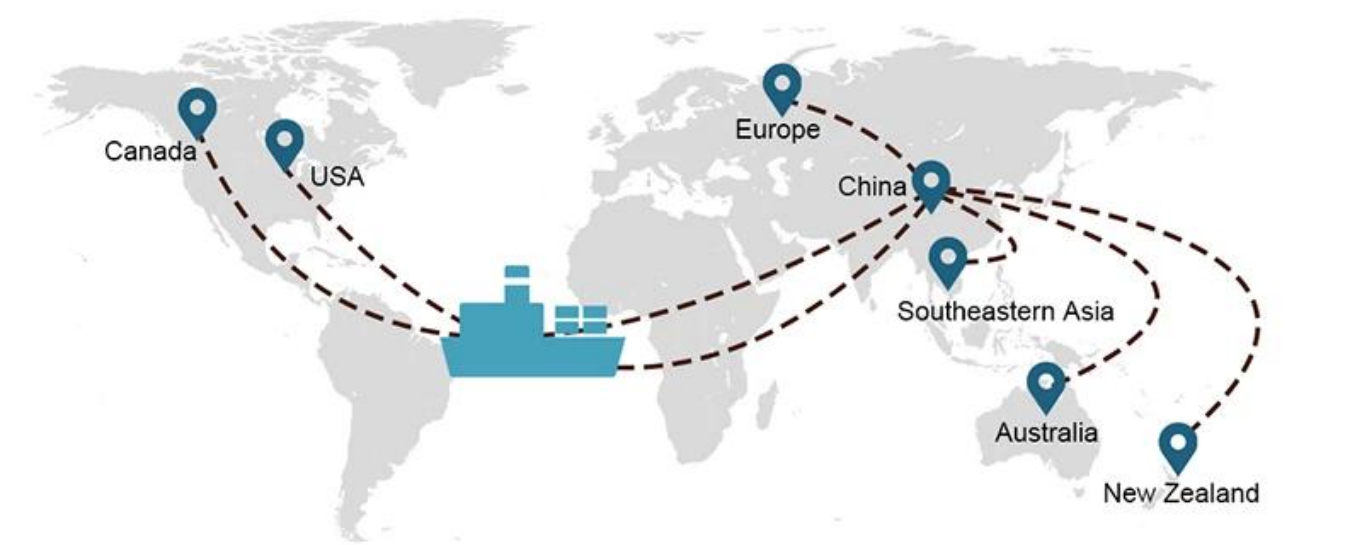 Canada
USA
Europe
China
Southeastern Asia
Australia
New Zealand